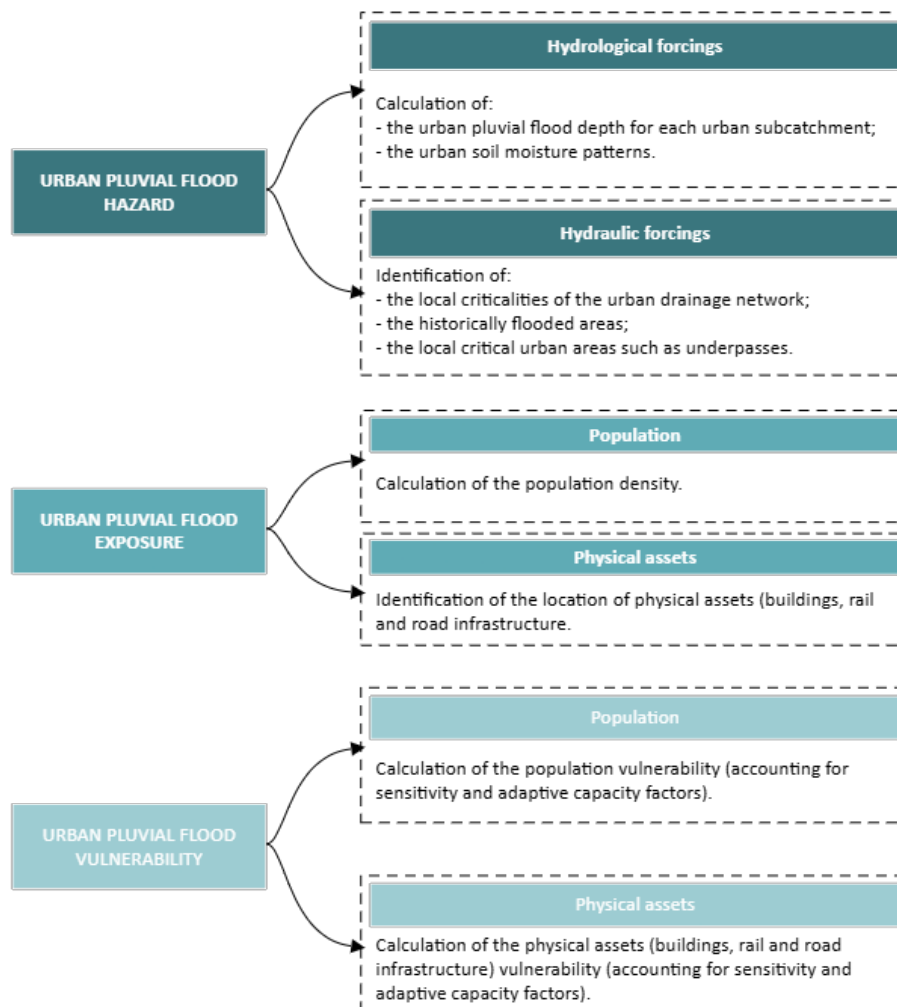 URBAN PLUVIAL FLOOD
HAZARD
Hydrological forcings
Calculation of:
- the urban pluvial flood depth for each urban subcatchment;
- the urban soil moisture patterns.
Hydraulic forcings
Identification of:
- the local criticalities of the urban drainage network;
- the historically flooded areas;
- the local critical urban areas such as underpasses.
URBAN PLUVIAL FLOOD
EXPOSURE
Population
Calculation of the population density.
Physical assets
Identification of the location of physical assets (buildings, rail
and road infrastructure.
URBAN PLUVIAL FLOOD
VULNERABILITY
Population
Calculation of the population vulnerability (accounting for
sensitivity and adaptive capacity factors).
Physical assets
Calculation of the physical assets (buildings, rail and road
infrastructure) vulnerability (accounting for sensitivity and
adaptive capacity factors).